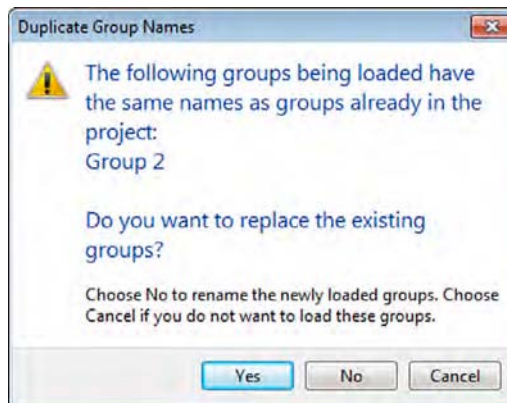 Duplicate Group Names
The following groups being loaded have
the same names as groups already in the
project:
Group 2
Do you want to replace the existing
groups?
Choose No to rename the newly loaded groups. Choose
Cancel if you do not want to load these groups.
Yes
No
Cancel